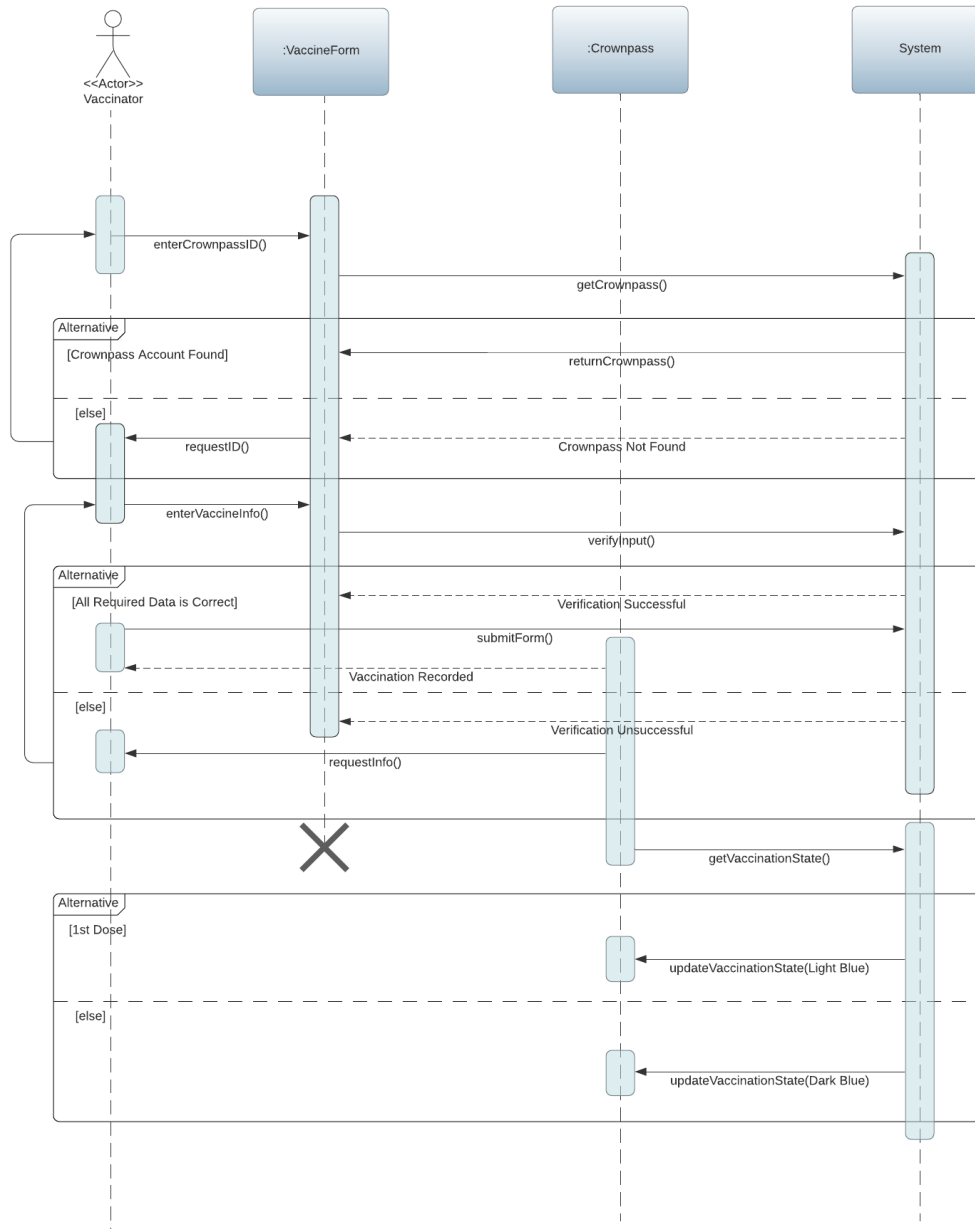 <<Actor>>
Vaccinator
:VaccineForm
:Crownpass
System
enterCrownpassID()
getCrownpass()
Alternative
[Crownpass Account Found]
returnCrownpass()
[else]
requestID()
Crownpass Not Found
enterVaccineInfo()
verifyInput()
Alternative
[All Required Data is Correct]
Verification Successful
submitForm()
Vaccination Recorded
[else]
Verification Unsuccessful
requestInfo()
getVaccinationState()
Alternative
[1st Dose]
updateVaccinationState(Light Blue)
[else]
updateVaccinationState(Dark Blue)